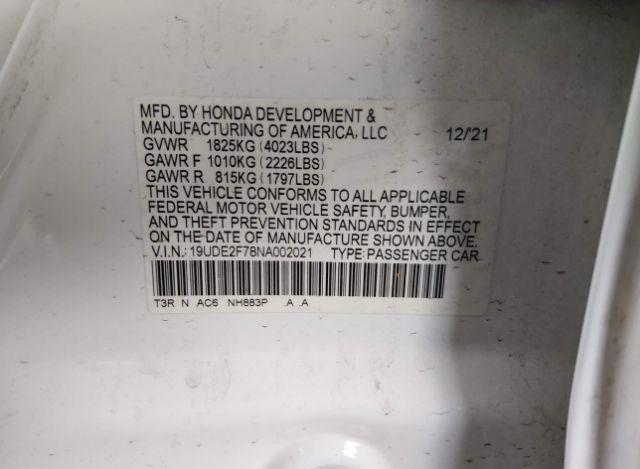 MFD. BY HONDA DEVELOPMENT &
MANUFACTURING OF AMERICA, LLC 12/'21
GVWR 1825KG (4023LBS)
GAWR F 1010KG (2226LBS)
GAWR R 815KG (1797LBS)
THIS VEHICLE CONFORMS TO ALL APPLICABLE
FEDERAL MOTOR VEHICLE SAFETY, BUMPER,
AND THEFT PREVENTION STANDARDS IN EFFECT
ON THE DATE OF MANUFACTURE SHOWN ABOVE.
V.I.N.: 19UDE2F78NA002021 TYPE: PASSENGER CAR
T3R N AC6 NH883P .A .A